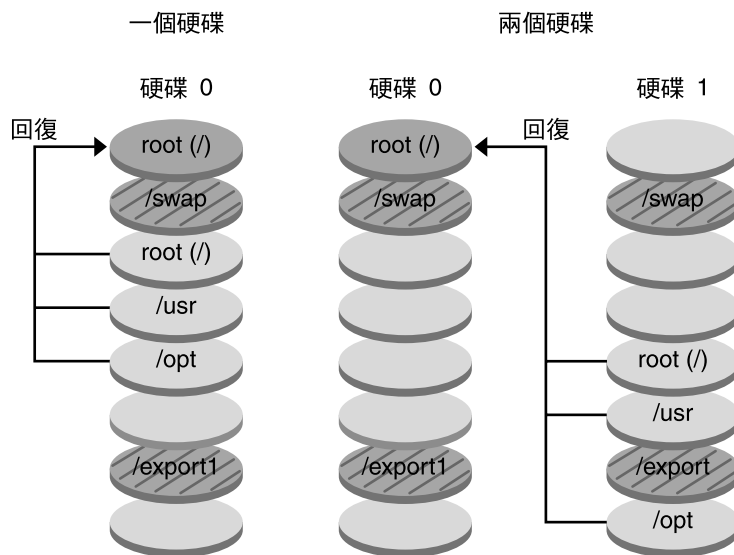 一個硬碟
兩個硬碟
硬碟 0
硬碟 0
硬碟 1
回復
root (/)
/swap
root (/)
/usr
/opt
/export1
root (/)
/swap
/export1
回復
/swap
root (/)
/usr
/export
/opt